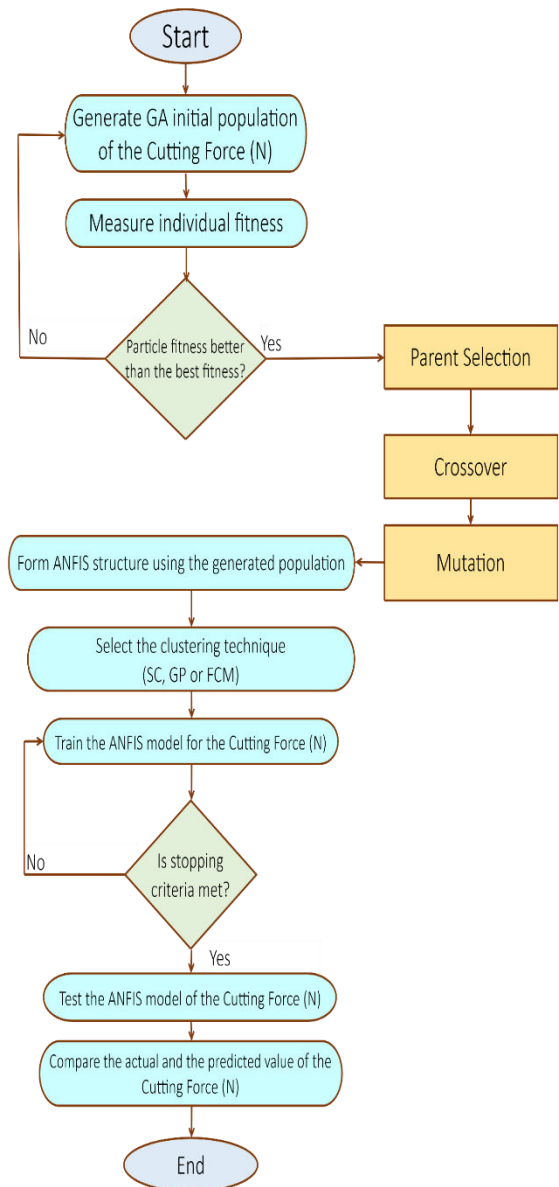 Start
Generate GA initial population
of the Cutting Force (N)
Measure individual fitness
No
Particle fitness better
than the best fitness?
Yes
Parent Selection
Crossover
Mutation
Form ANFIS structure using the generated population
Select the clustering technique
(SC, GP or FCM)
Train the ANFIS model for the Cutting Force (N)
No
Is stopping
criteria met?
Yes
Test the ANFIS model of the Cutting Force (N)
Compare the actual and the predicted value of the
Cutting Force (N)
End